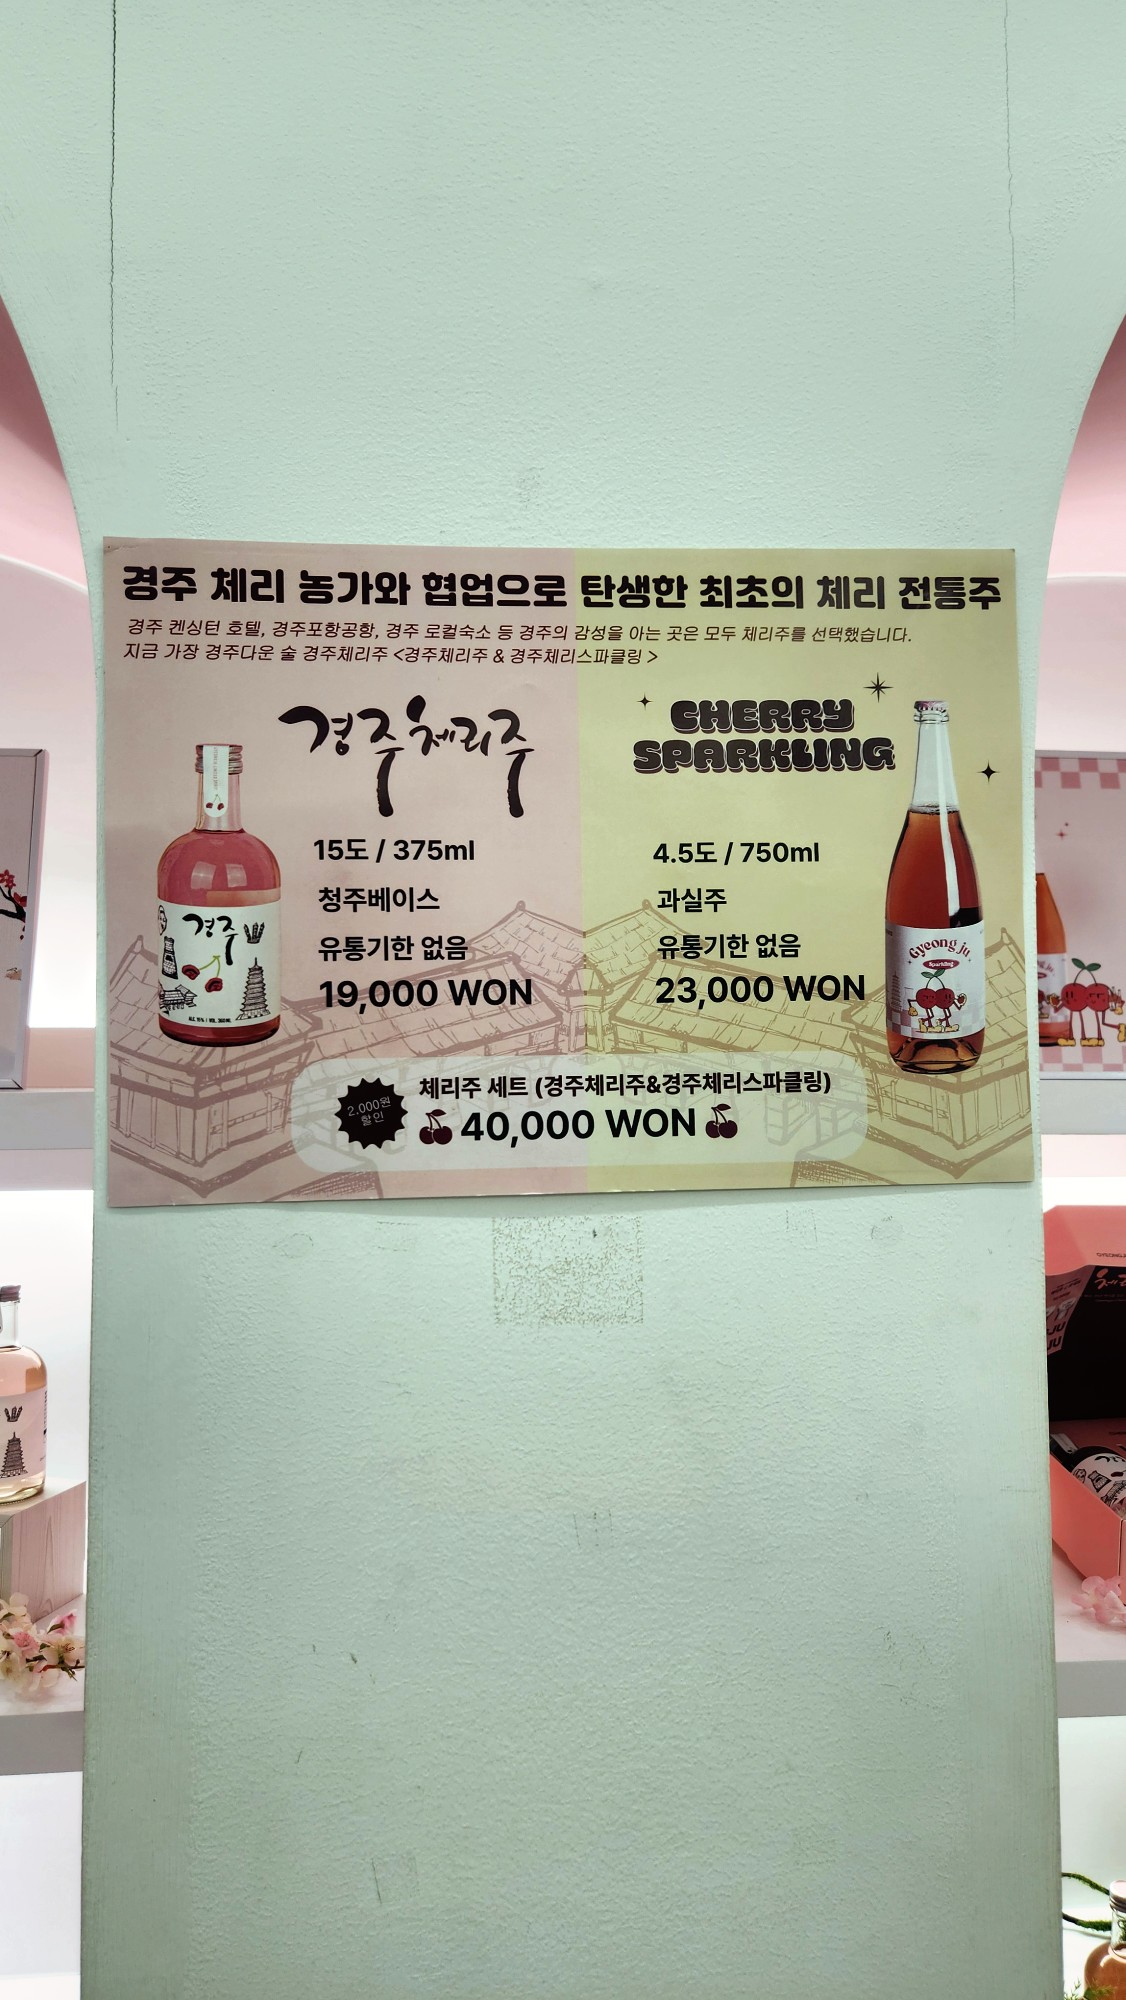 경주 체리 농가와 협업으로 탄생한 최초의 체리 전통주
경주 켄싱턴 호텔, 경주포항공항, 경주 로컬숙소 등 경주의 감성을 아는 곳은 모두 체리주를 선택했습니다.
지금 가장 경주다운 술 경주체리주 <경주체리주 & 경주체리스파클링 >
경주체리주
15도 / 375ml
청주베이스
유통기한 없음
19,000 WON
경주
CHERRY
SPARKLING
4.5도 / 750ml
과실주
유통기한 없음
23,000 WON
Gyeong ju
Sparkling
2,000원
할인
체리주 세트 (경주체리주&경주체리스파클링)
40,000 WON